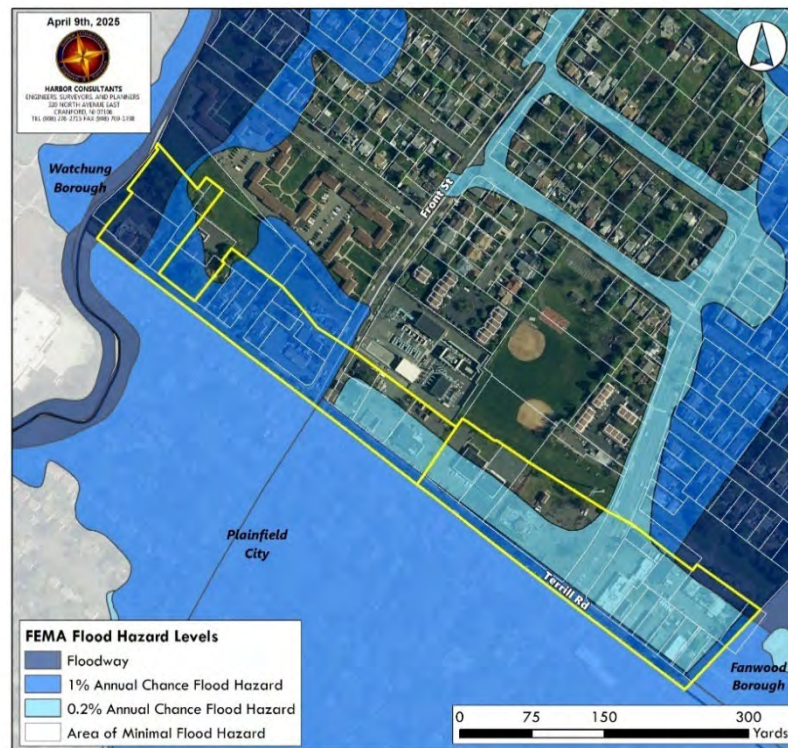 April 9th, 2025
HARBOR CONSULTANTS
ENGINEERS, SURVEYORS, AND PLANNERS
320 NORTH AVENUE EAST
CRANFORD, NJ 07106
Watchung
Borough
Front St
Plainfield
City
Terrill Rd
Fanwood
Borough
FEMA Flood Hazard Levels
Floodway
1% Annual Chance Flood Hazard
0.2% Annual Chance Flood Hazard
Area of Minimal Flood Hazard
0 75 150 300
Yards